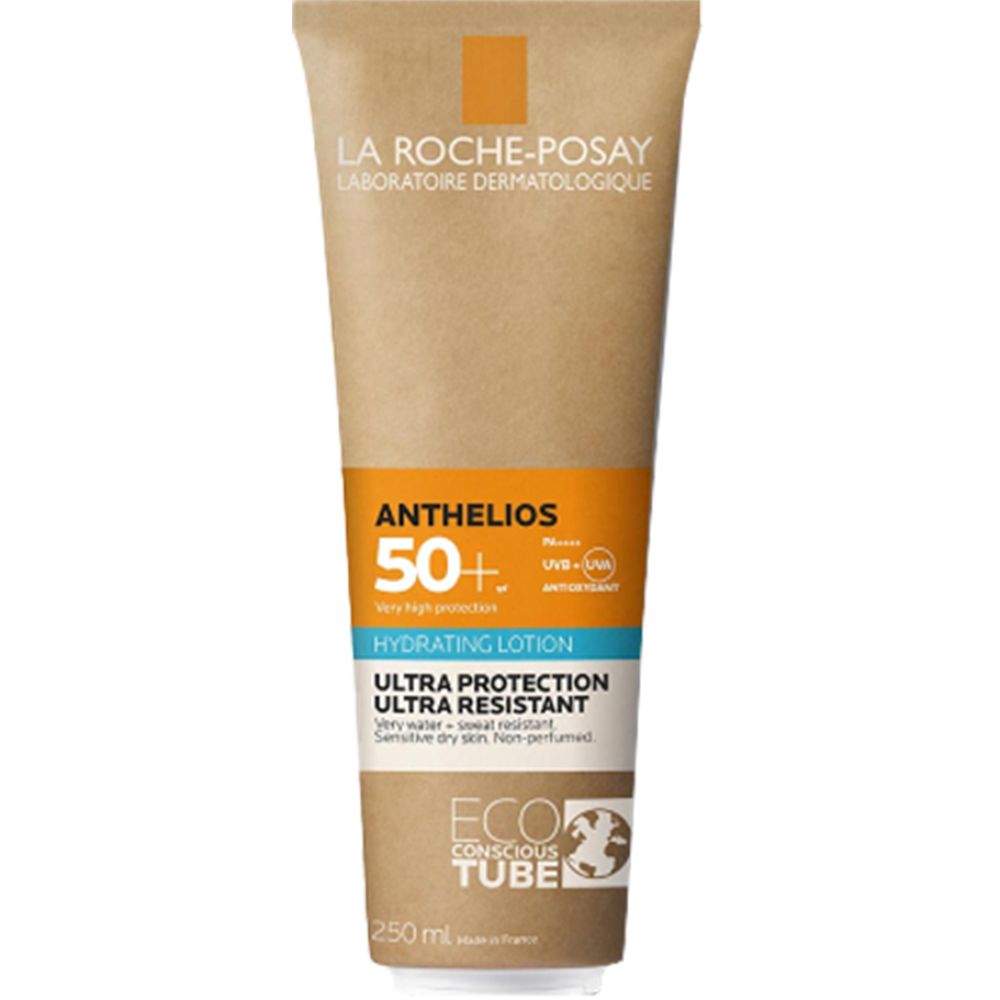 LA ROCHE-POSAY
LABORATOIRE DERMATOLOGIQUE
ANTHELIOS
50+
PA++++
UVB + UVA
ANTIOXYDANT
Very high protection
HYDRATING LOTION
ULTRA PROTECTION
ULTRA RESISTANT
Very water + sweat resistant.
Sensitive dry skin. Non-perfumed.
ECO
CONSCIOUS
TUBE
250 ml Made in France